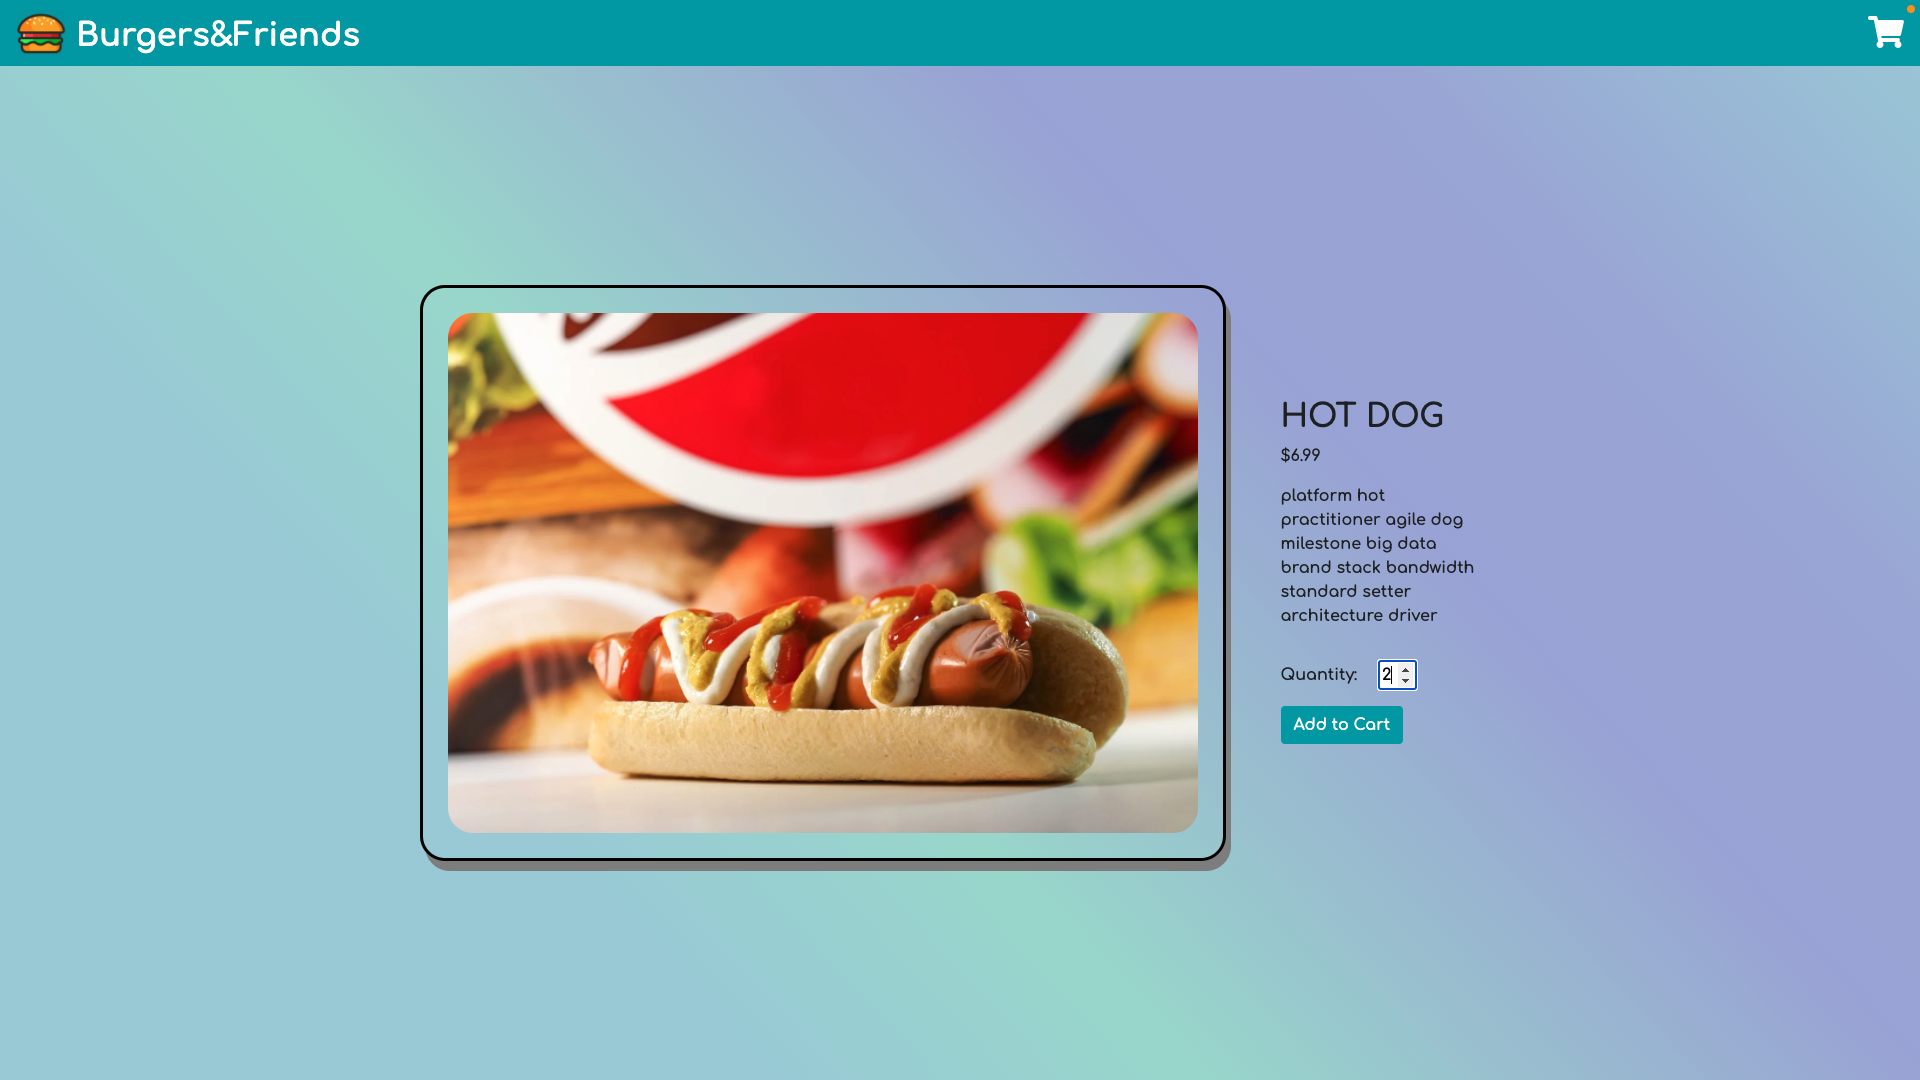 Burgers&Friends
HOT DOG
$6.99
platform hot
practitioner agile dog
milestone big data
brand stack bandwidth
standard setter
architecture driver
Quantity: 2
Add to Cart